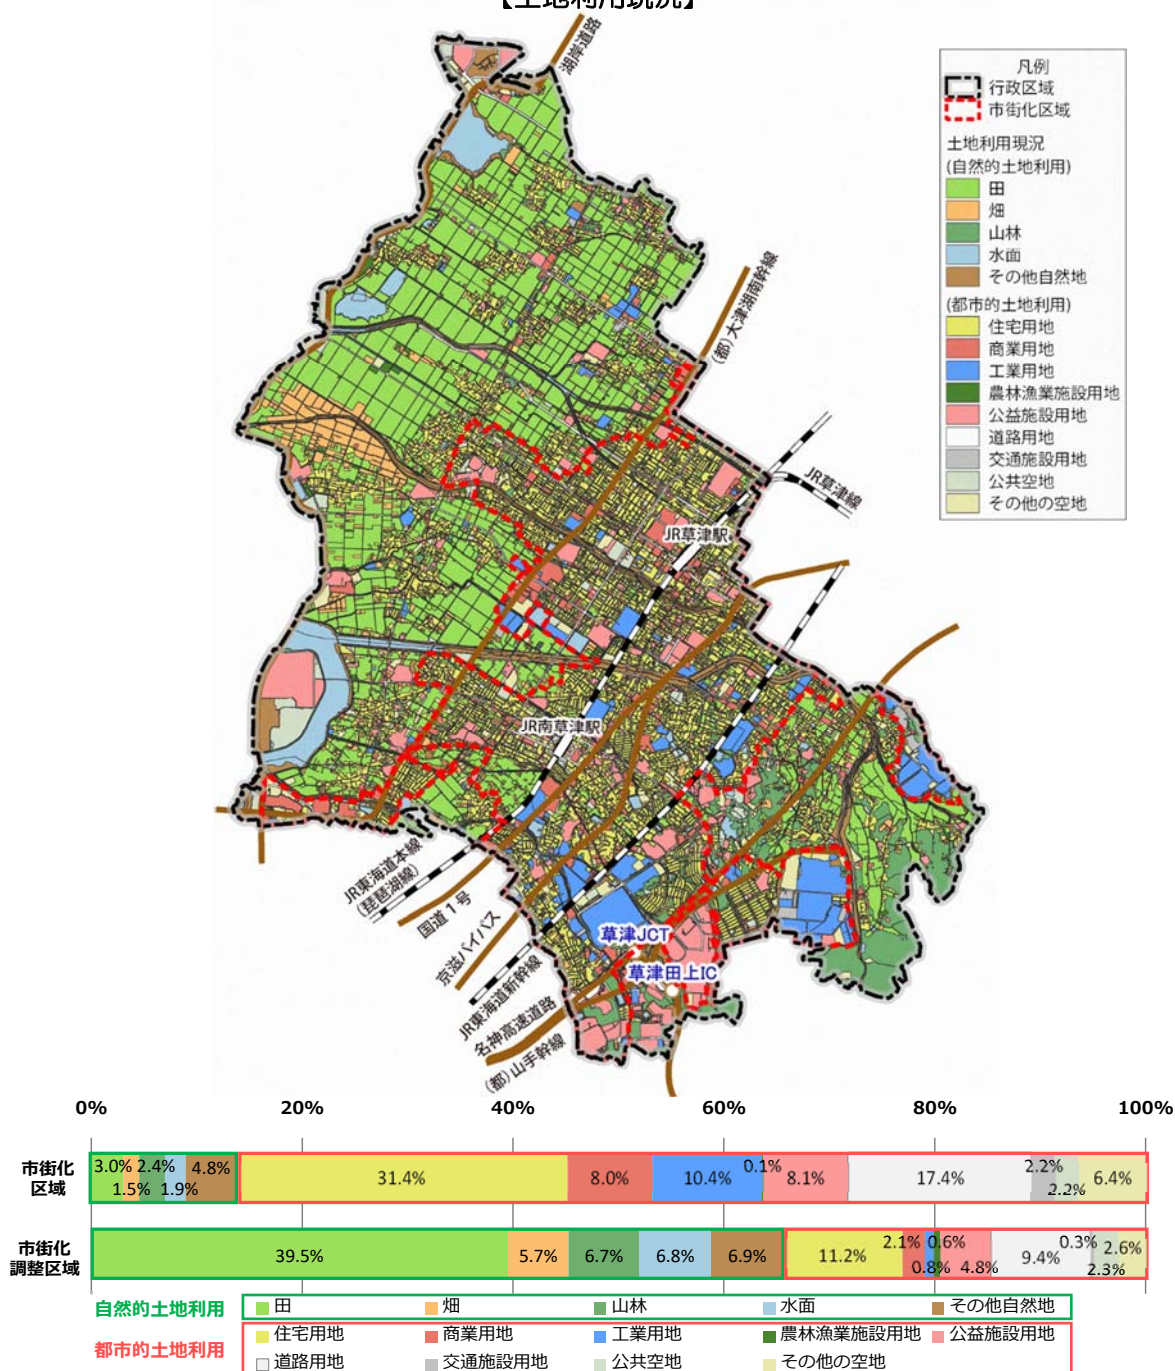 【土地利用現況】
湖岸道路
凡例
行政区域
市街化区域
土地利用現況
(自然的土地利用)
田
畑
山林
水面
その他自然地
(都市的土地利用)
住宅用地
商業用地
工業用地
農林漁業施設用地
公益施設用地
道路用地
交通施設用地
公共空地
その他の空地
(都)大津湖南幹線
JR草津線
JR草津駅
JR南草津駅
JR東海道本線
(琵琶湖線)
国道1号
京滋バイパス
JR東海道新幹線
名神高速道路
(都)山手幹線
草津JCT
草津田上IC
0% 20% 40% 60% 80% 100%
市街化
区域
3.0% 1.5% 2.4% 1.9% 4.8% 31.4% 8.0% 10.4% 0.1% 8.1% 17.4% 2.2% 2.2% 6.4%
市街化
調整区域
39.5% 5.7% 6.7% 6.8% 6.9% 11.2% 2.1% 0.8% 0.6% 4.8% 9.4% 0.3% 2.3% 2.6%
自然的土地利用 田 畑 山林 水面 その他自然地
都市的土地利用 住宅用地 商業用地 工業用地 農林漁業施設用地 公益施設用地
道路用地 交通施設用地 公共空地 その他の空地